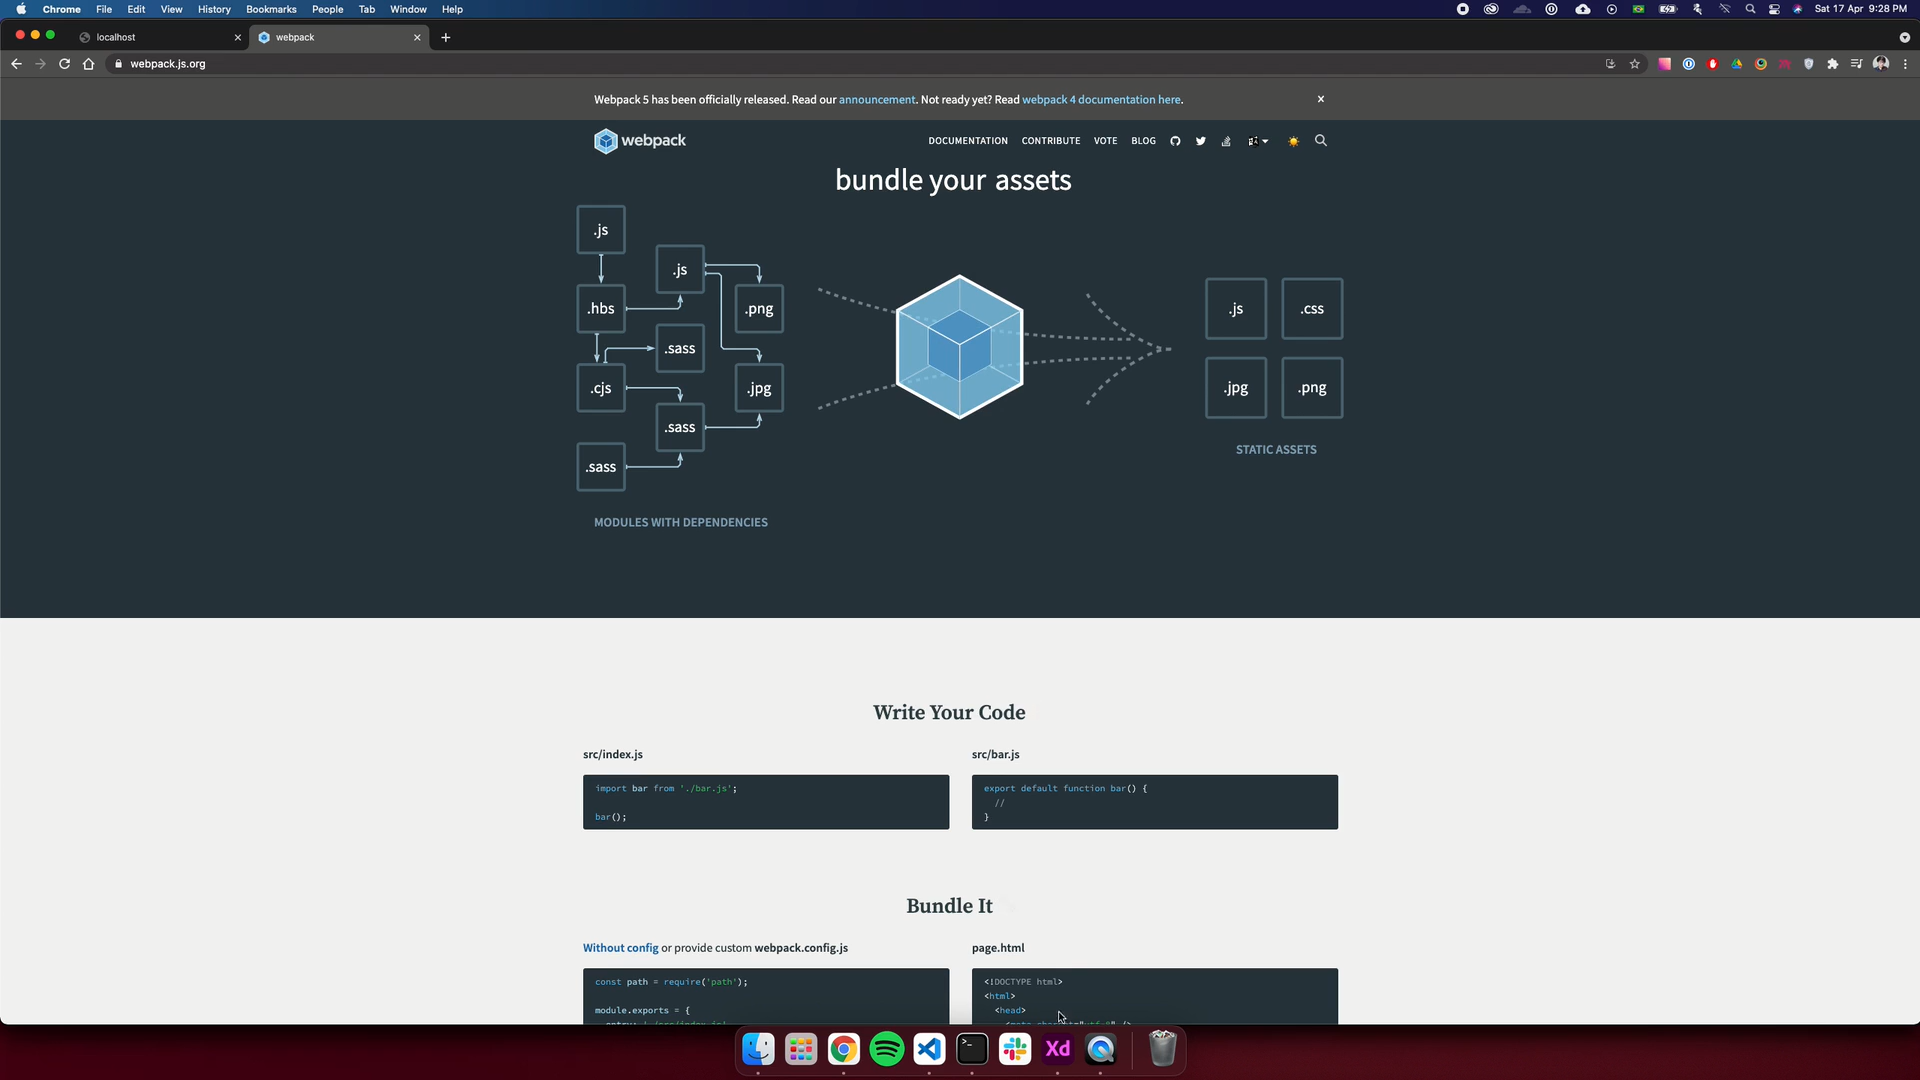 Chrome File Edit View History Bookmarks People Tab Window Help
Sat 17 Apr 9:28 PM
localhost
webpack
webpack.js.org
Webpack 5 has been officially released. Read our announcement. Not ready yet? Read webpack 4 documentation here.
webpack
DOCUMENTATION CONTRIBUTE VOTE BLOG
bundle your assets
.js
.js
.hbs
.png
.sass
.cjs
.jpg
.sass
.sass
MODULES WITH DEPENDENCIES
.js
.css
.jpg
.png
STATIC ASSETS
Write Your Code
src/index.js
import bar from './bar.js';
bar();
src/bar.js
export default function bar() {
//
}
Bundle It
Without config or provide custom webpack.config.js
const path = require('path');
module.exports = {
page.html
<!DOCTYPE html>
<html>
<head>
Xd